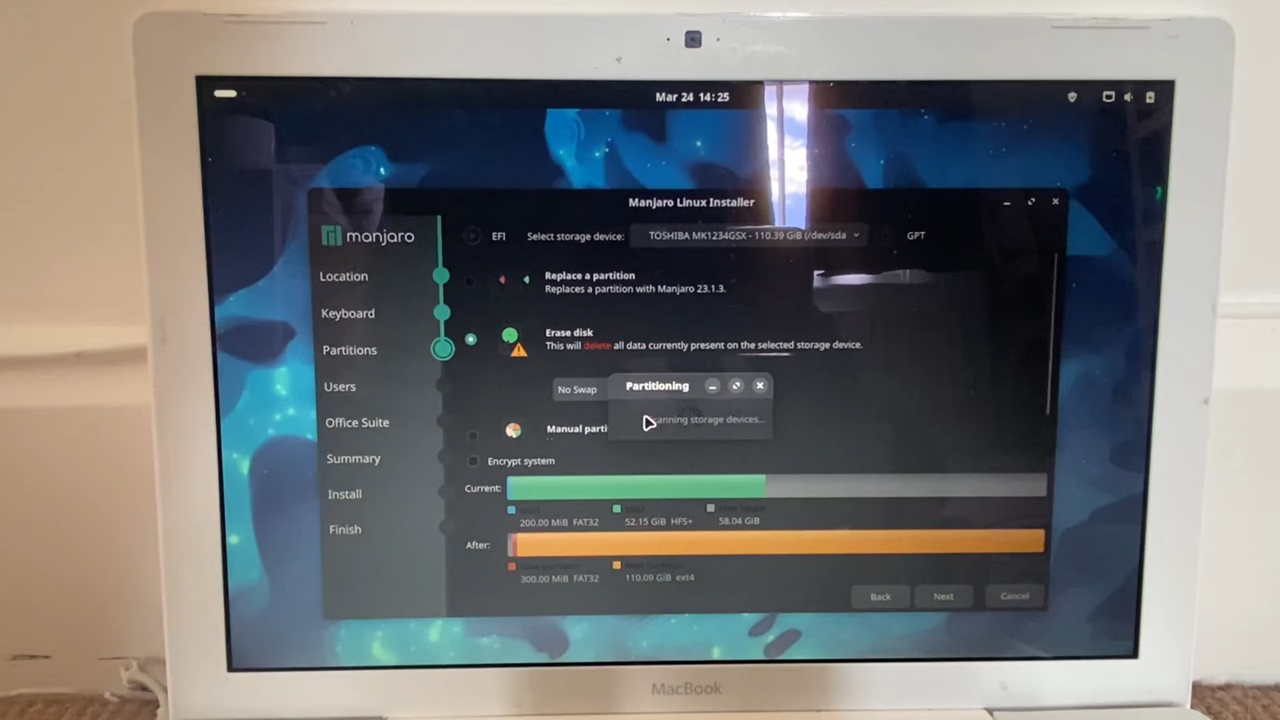 Mar 24 14:25
Manjaro Linux Installer
manjaro
EFI
Select storage device:
TOSHIBA MK1234GSX - 110.39 GiB (/dev/sda
GPT
Location
Keyboard
Partitions
Users
Office Suite
Summary
Install
Finish
Replace a partition
Replaces a partition with Manjaro 23.1.3.
Erase disk
This will delete all data currently present on the selected storage device.
No Swap
Partitioning
storage devices...
Manual parti
Encrypt system
Current:
200.00 MiB FAT32
52.15 GiB HFS+
58.04 GiB
After:
300.00 MiB FAT32
110.09 GiB ext4
Back
Next
Cancel
MacBook